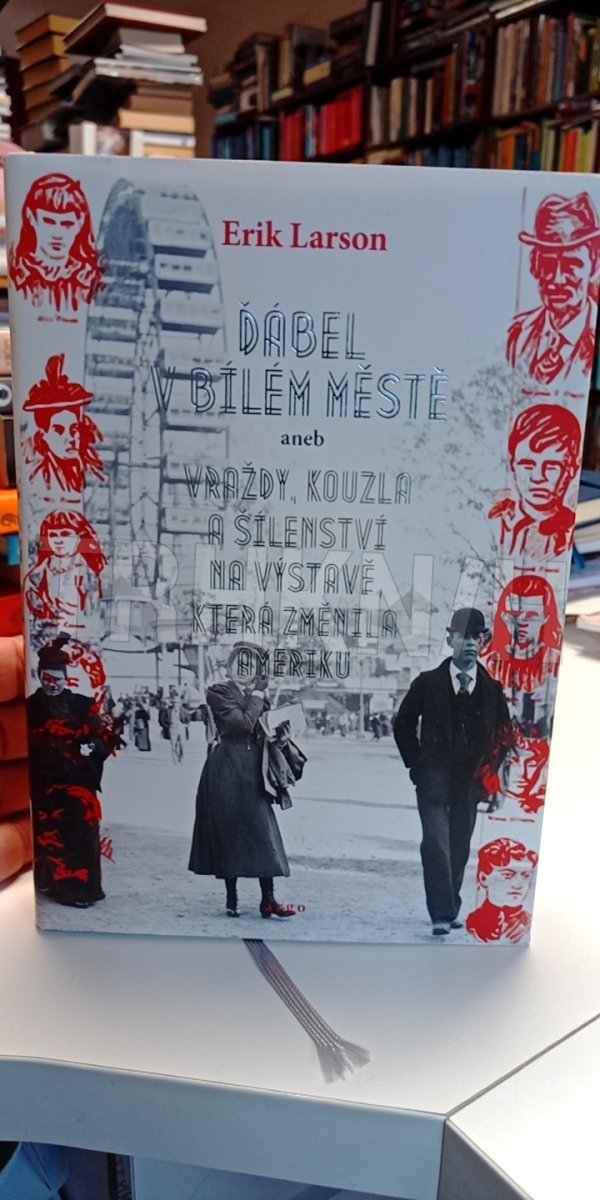 Erik Larson
ĎÁBEL
V BÍLÉM MĚSTĚ
aneb
VRAŽDY, KOUZLA
A ŠÍLENSTVÍ
NA VÝSTAVĚ,
KTERÁ ZMĚNILA
AMERIKU
argo